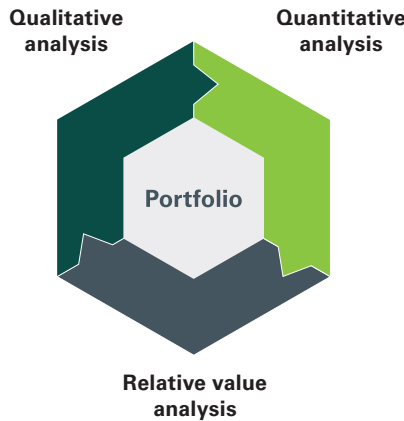 Qualitative
analysis
Quantitative
analysis
Portfolio
Relative value
analysis